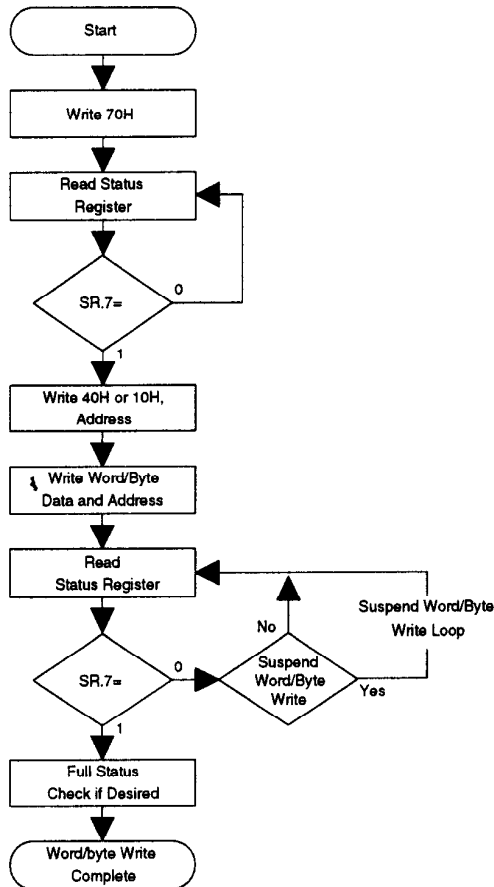 Start
Write 70H
Read Status
Register
SR.7=
0
1
Write 40H or 10H,
Address
Write Word/Byte
Data and Address
Read
Status Register
SR.7=
0
1
Suspend
Word/Byte
Write
No
Yes
Suspend Word/Byte
Write Loop
Full Status
Check if Desired
Word/byte Write
Complete